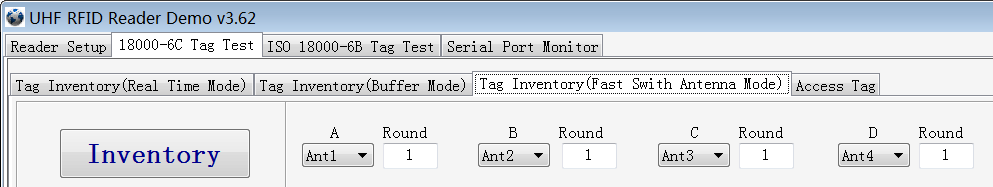 UHF RFID Reader Demo v3.62
Reader Setup 18000-6C Tag Test ISO 18000-6B Tag Test Serial Port Monitor
Tag Inventory(Real Time Mode) Tag Inventory(Buffer Mode) Tag Inventory(Fast Swith Antenna Mode) Access Tag
A Round B Round C Round D Round
Inventory Ant1 1 Ant2 1 Ant3 1 Ant4 1